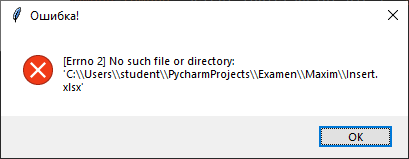 Ошибка!
[Errno 2] No such file or directory:
'C:\\Users\\student\\PycharmProjects\\Examen\\Maxim\\Insert.
xlsx'
OK